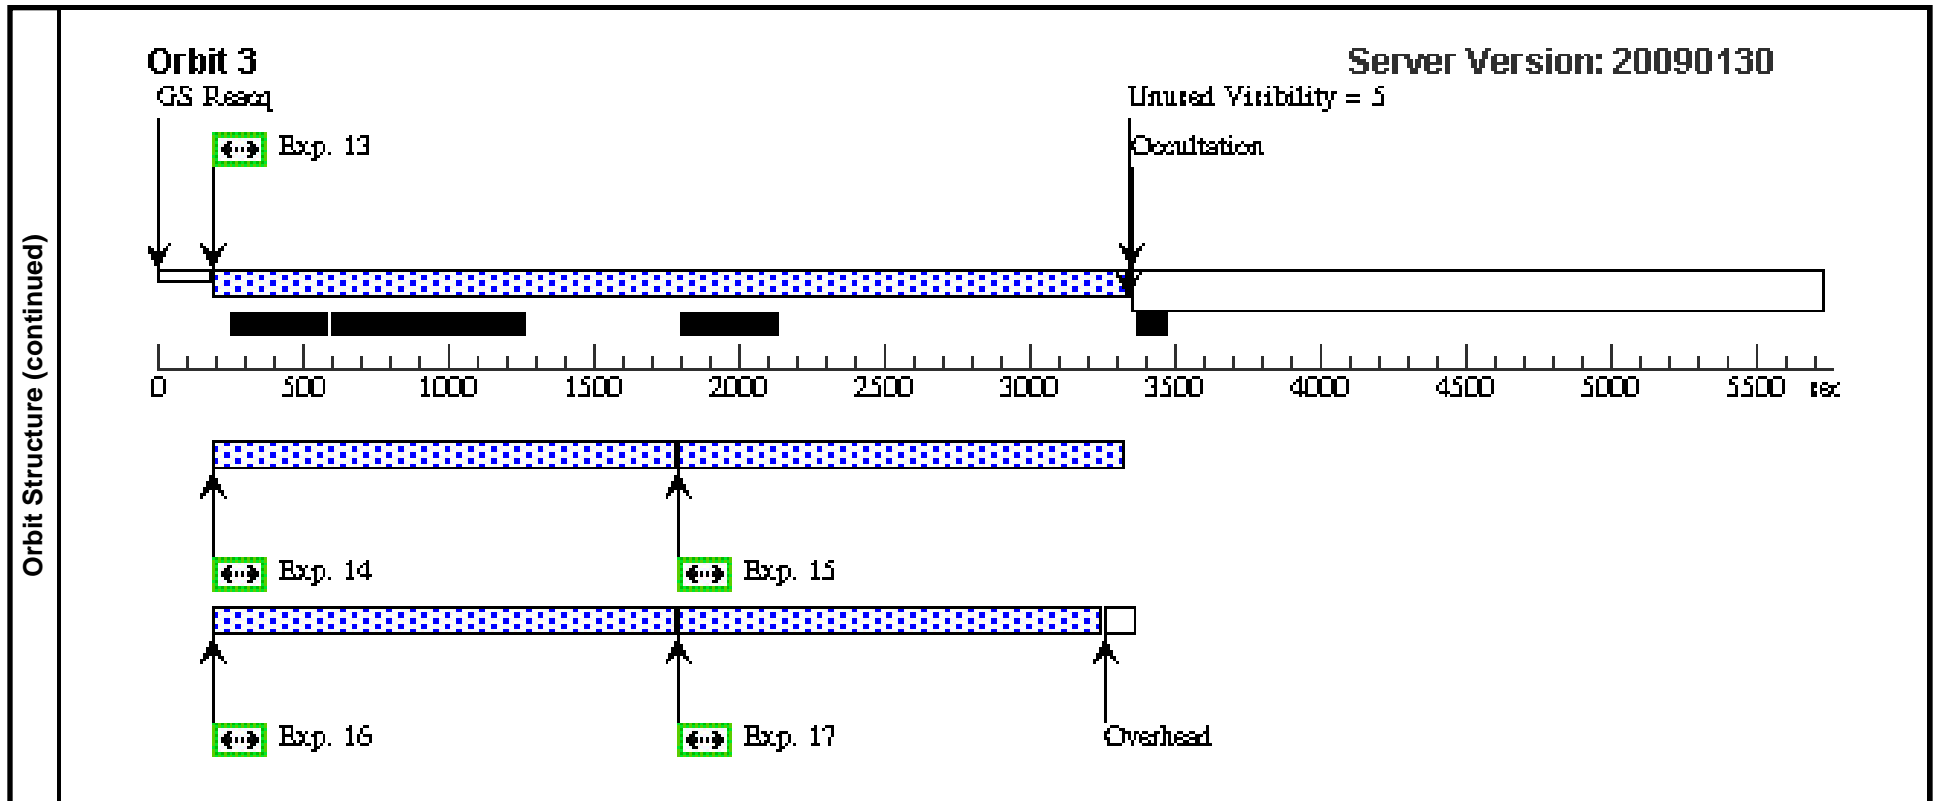 Orbit 3
Server Version: 20090130
GS Reacq
Unused Visibility = 5
Exp. 13
Occultation
Orbit Structure (continued)
0 500 1000 1500 2000 2500 3000 3500 4000 4500 5000 5500 sec
Exp. 14
Exp. 15
Exp. 16
Exp. 17
Overhead